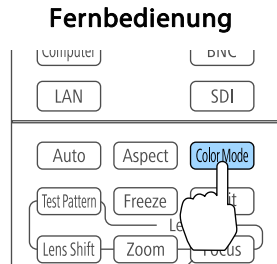 Fernbedienung
Computer BNC
LAN SDI
Auto Aspect Color Mode
Test Pattern Freeze
Lens Shift Zoom Focus